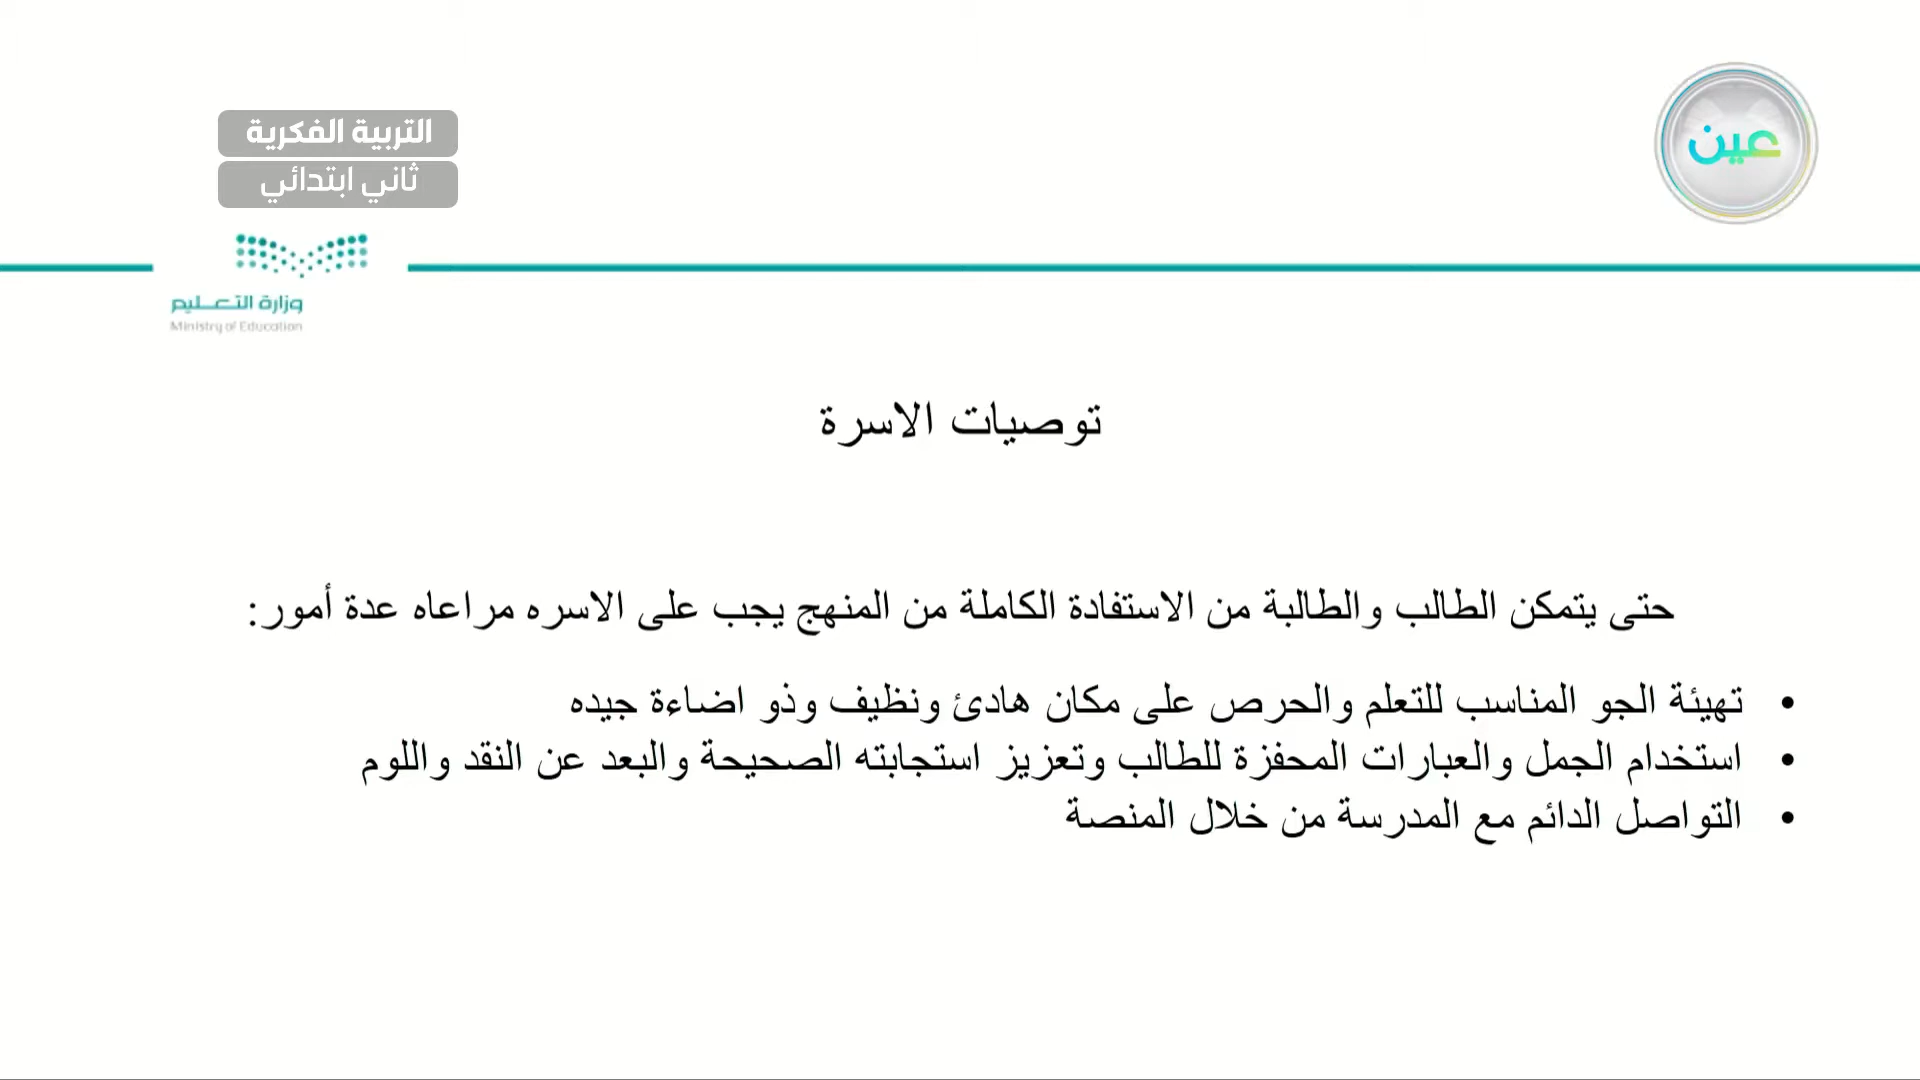 عين
التربية الفكرية
ثاني ابتدائي
وزارة التعليم
Ministry of Education
توصيات الاسرة
حتى يتمكن الطالب والطالبة من الاستفادة الكاملة من المنهج يجب على الاسره مراعاه عدة أمور:
• تهيئة الجو المناسب للتعلم والحرص على مكان هادئ ونظيف وذو اضاءة جيده
• استخدام الجمل والعبارات المحفزة للطالب وتعزيز استجابته الصحيحة والبعد عن النقد واللوم
• التواصل الدائم مع المدرسة من خلال المنصة